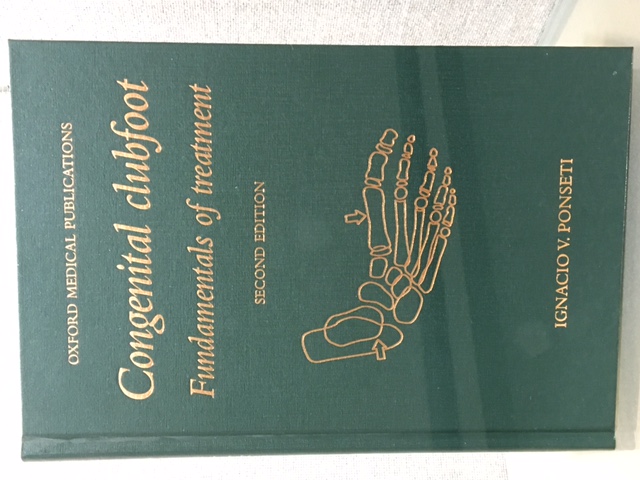 OXFORD MEDICAL PUBLICATIONS
Congenital clubfoot
Fundamentals of treatment
SECOND EDITION
IGNACIO V. PONSETI